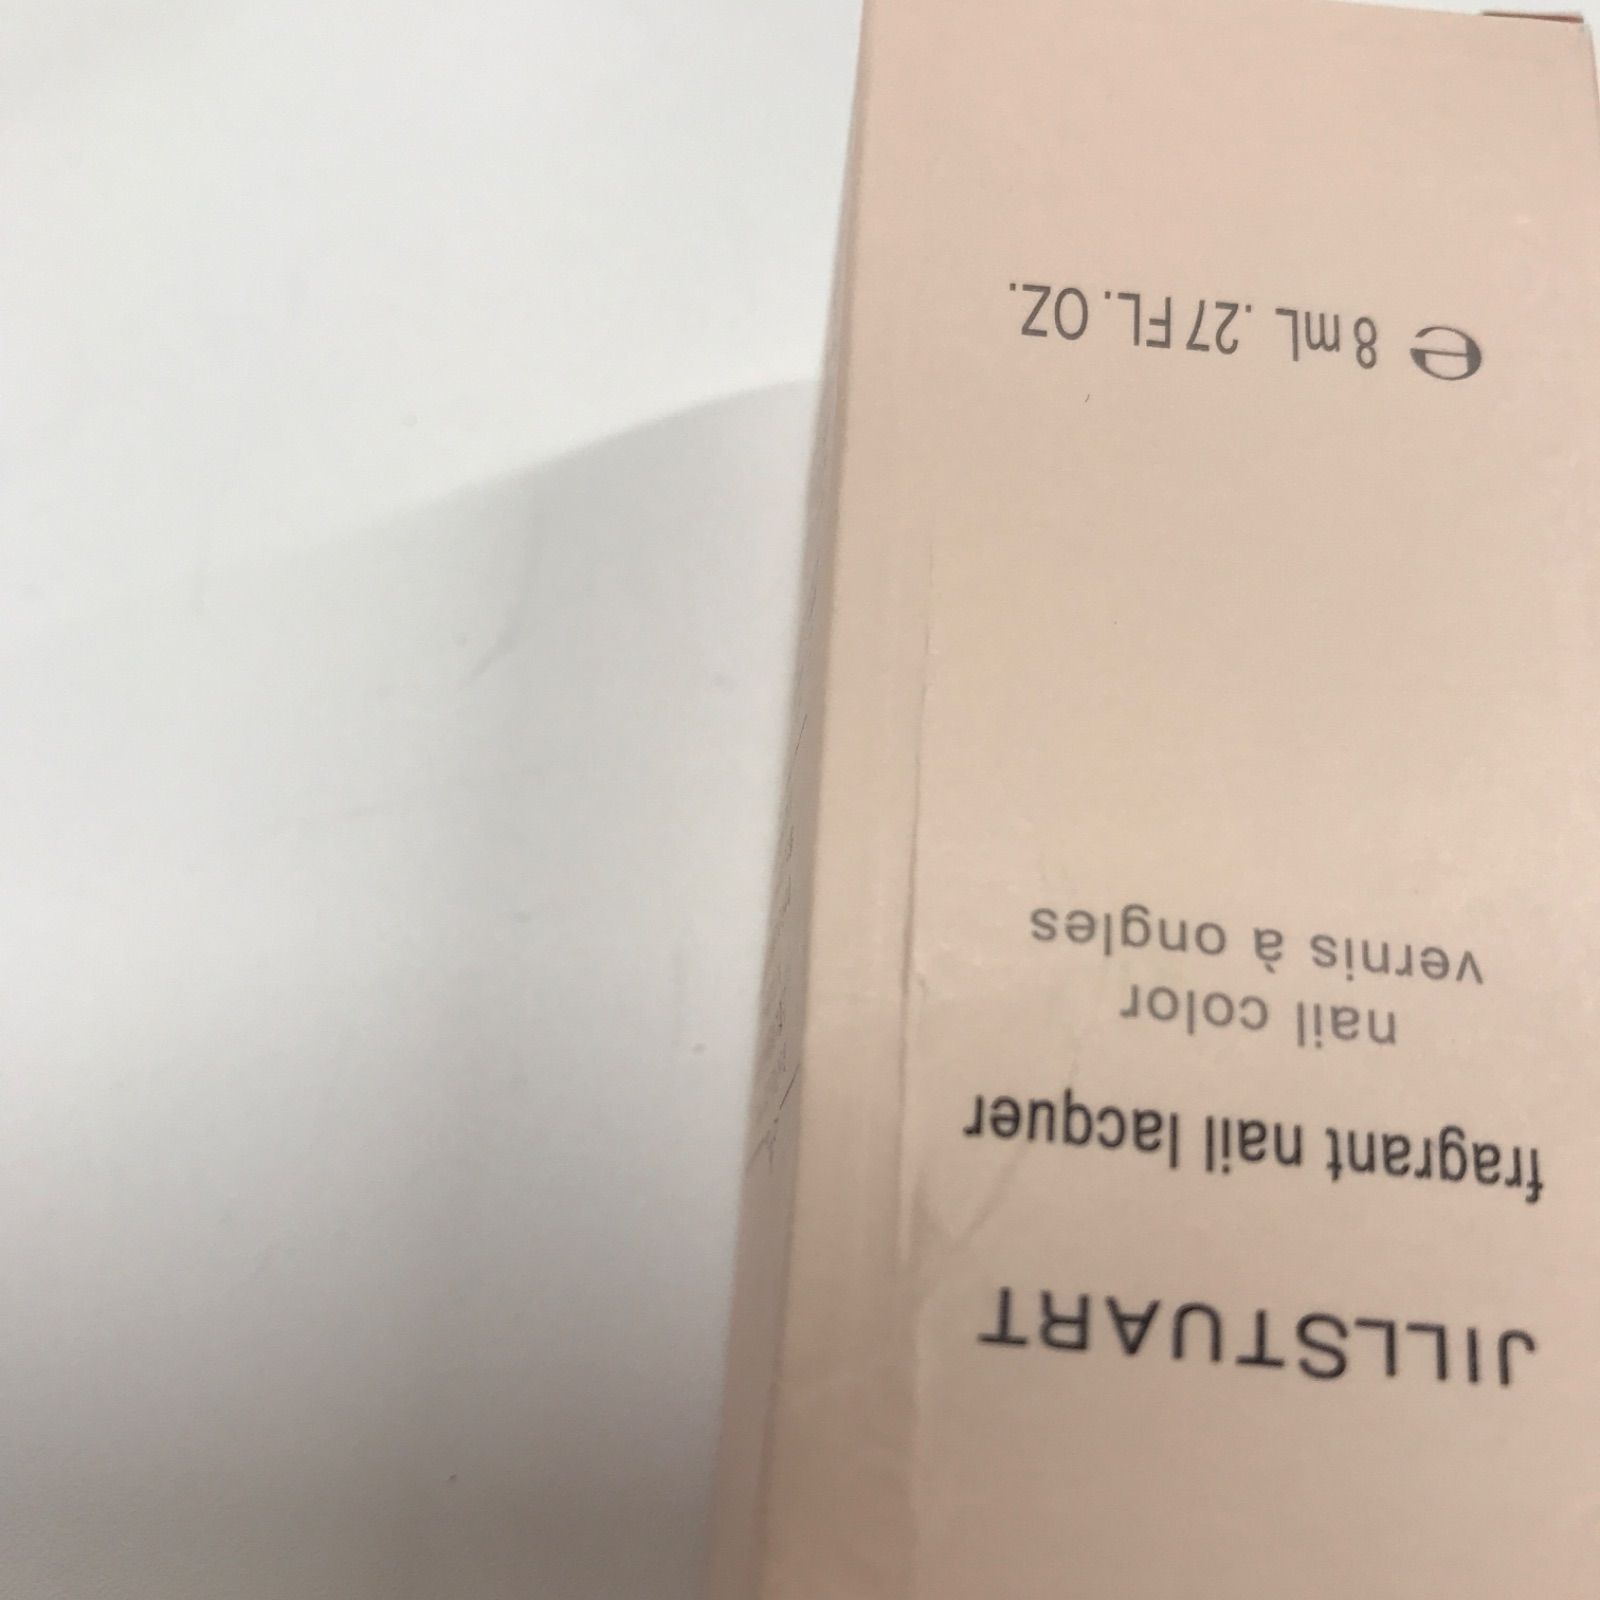 JILLSTUART
fragrant nail lacquer
nail color
vernis à ongles
℮ 8 mL .27 FL. OZ.